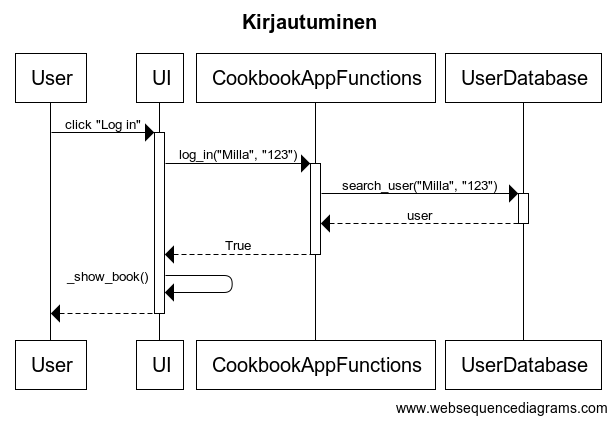 Kirjautuminen
User UI CookbookAppFunctions UserDatabase
click "Log in"
log_in("Milla", "123")
search_user("Milla", "123")
user
True
_show_book()
User UI CookbookAppFunctions UserDatabase
www.websequencediagrams.com